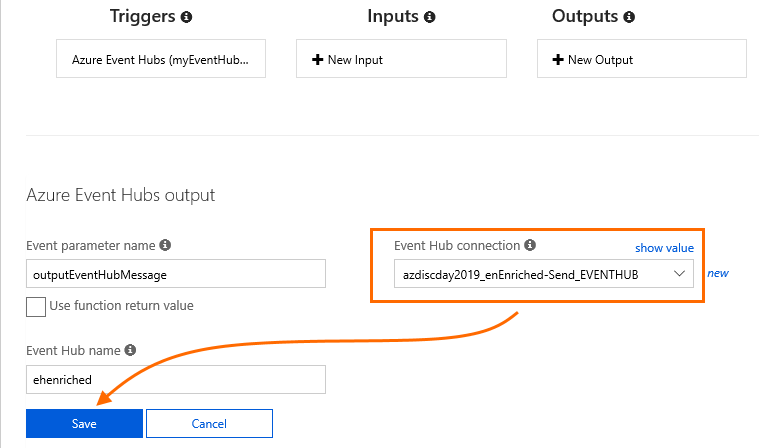 Triggers Inputs Outputs
Azure Event Hubs (myEventHub... New Input New Output
Azure Event Hubs output
Event parameter name Event Hub connection show value
outputEventHubMessage azdiscday2019_enEnriched-Send_EVENTHUB new
Use function return value
Event Hub name
ehenriched
Save Cancel